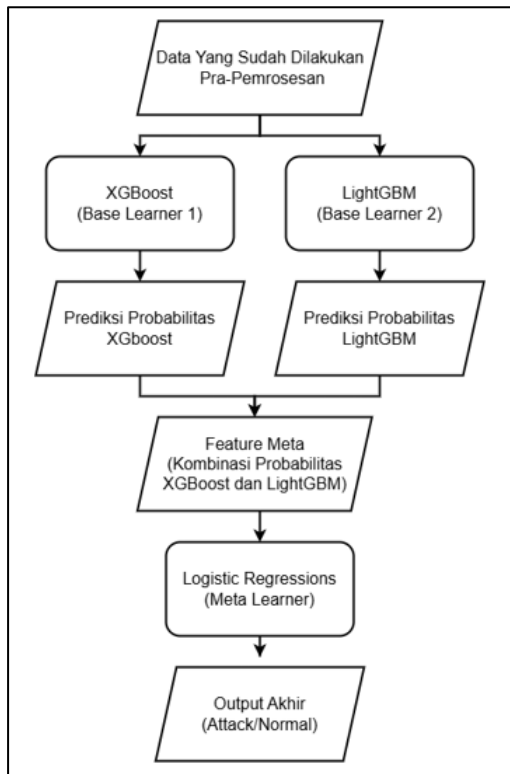 Data Yang Sudah Dilakukan
Pra-Pemrosesan
XGBoost
(Base Learner 1)
LightGBM
(Base Learner 2)
Prediksi Probabilitas
XGboost
Prediksi Probabilitas
LightGBM
Feature Meta
(Kombinasi Probabilitas
XGBoost dan LightGBM)
Logistic Regressions
(Meta Learner)
Output Akhir
(Attack/Normal)